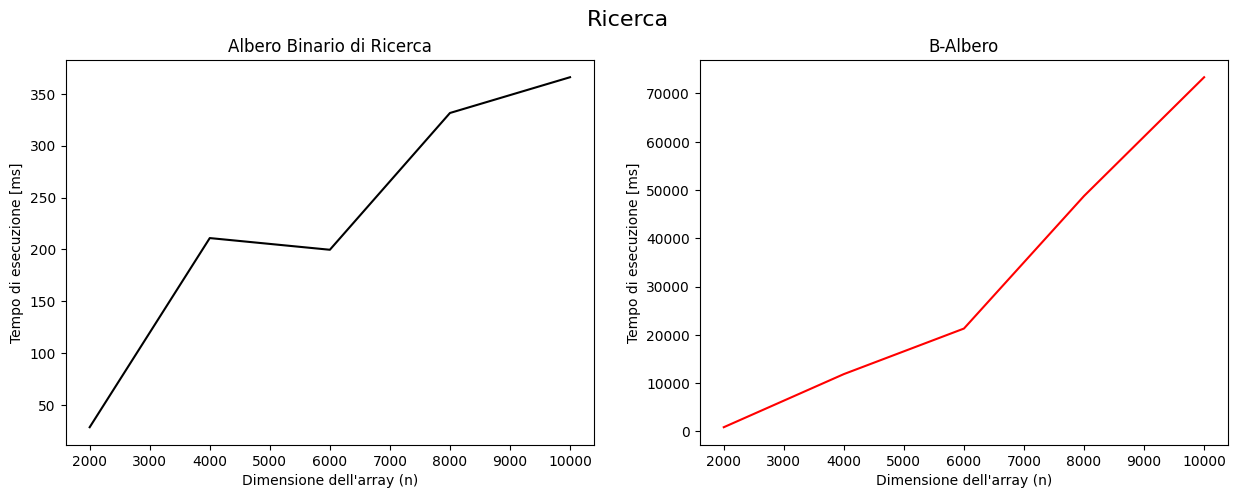 Ricerca
Albero Binario di Ricerca
350
300
250
200
150
100
50
Tempo di esecuzione [ms]
2000 3000 4000 5000 6000 7000 8000 9000 10000
Dimensione dell'array (n)
B-Albero
70000
60000
50000
40000
30000
20000
10000
0
Tempo di esecuzione [ms]
2000 3000 4000 5000 6000 7000 8000 9000 10000
Dimensione dell'array (n)